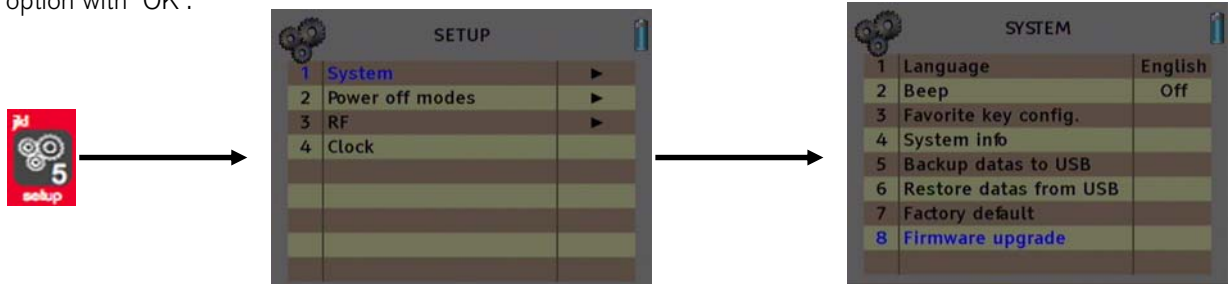 option with "OK".
jkl
5
setup
SETUP
1 System ►
2 Power off modes ►
3 RF ►
4 Clock
SYSTEM
1 Language English
2 Beep Off
3 Favorite key config.
4 System info
5 Backup datas to USB
6 Restore datas from USB
7 Factory default
8 Firmware upgrade